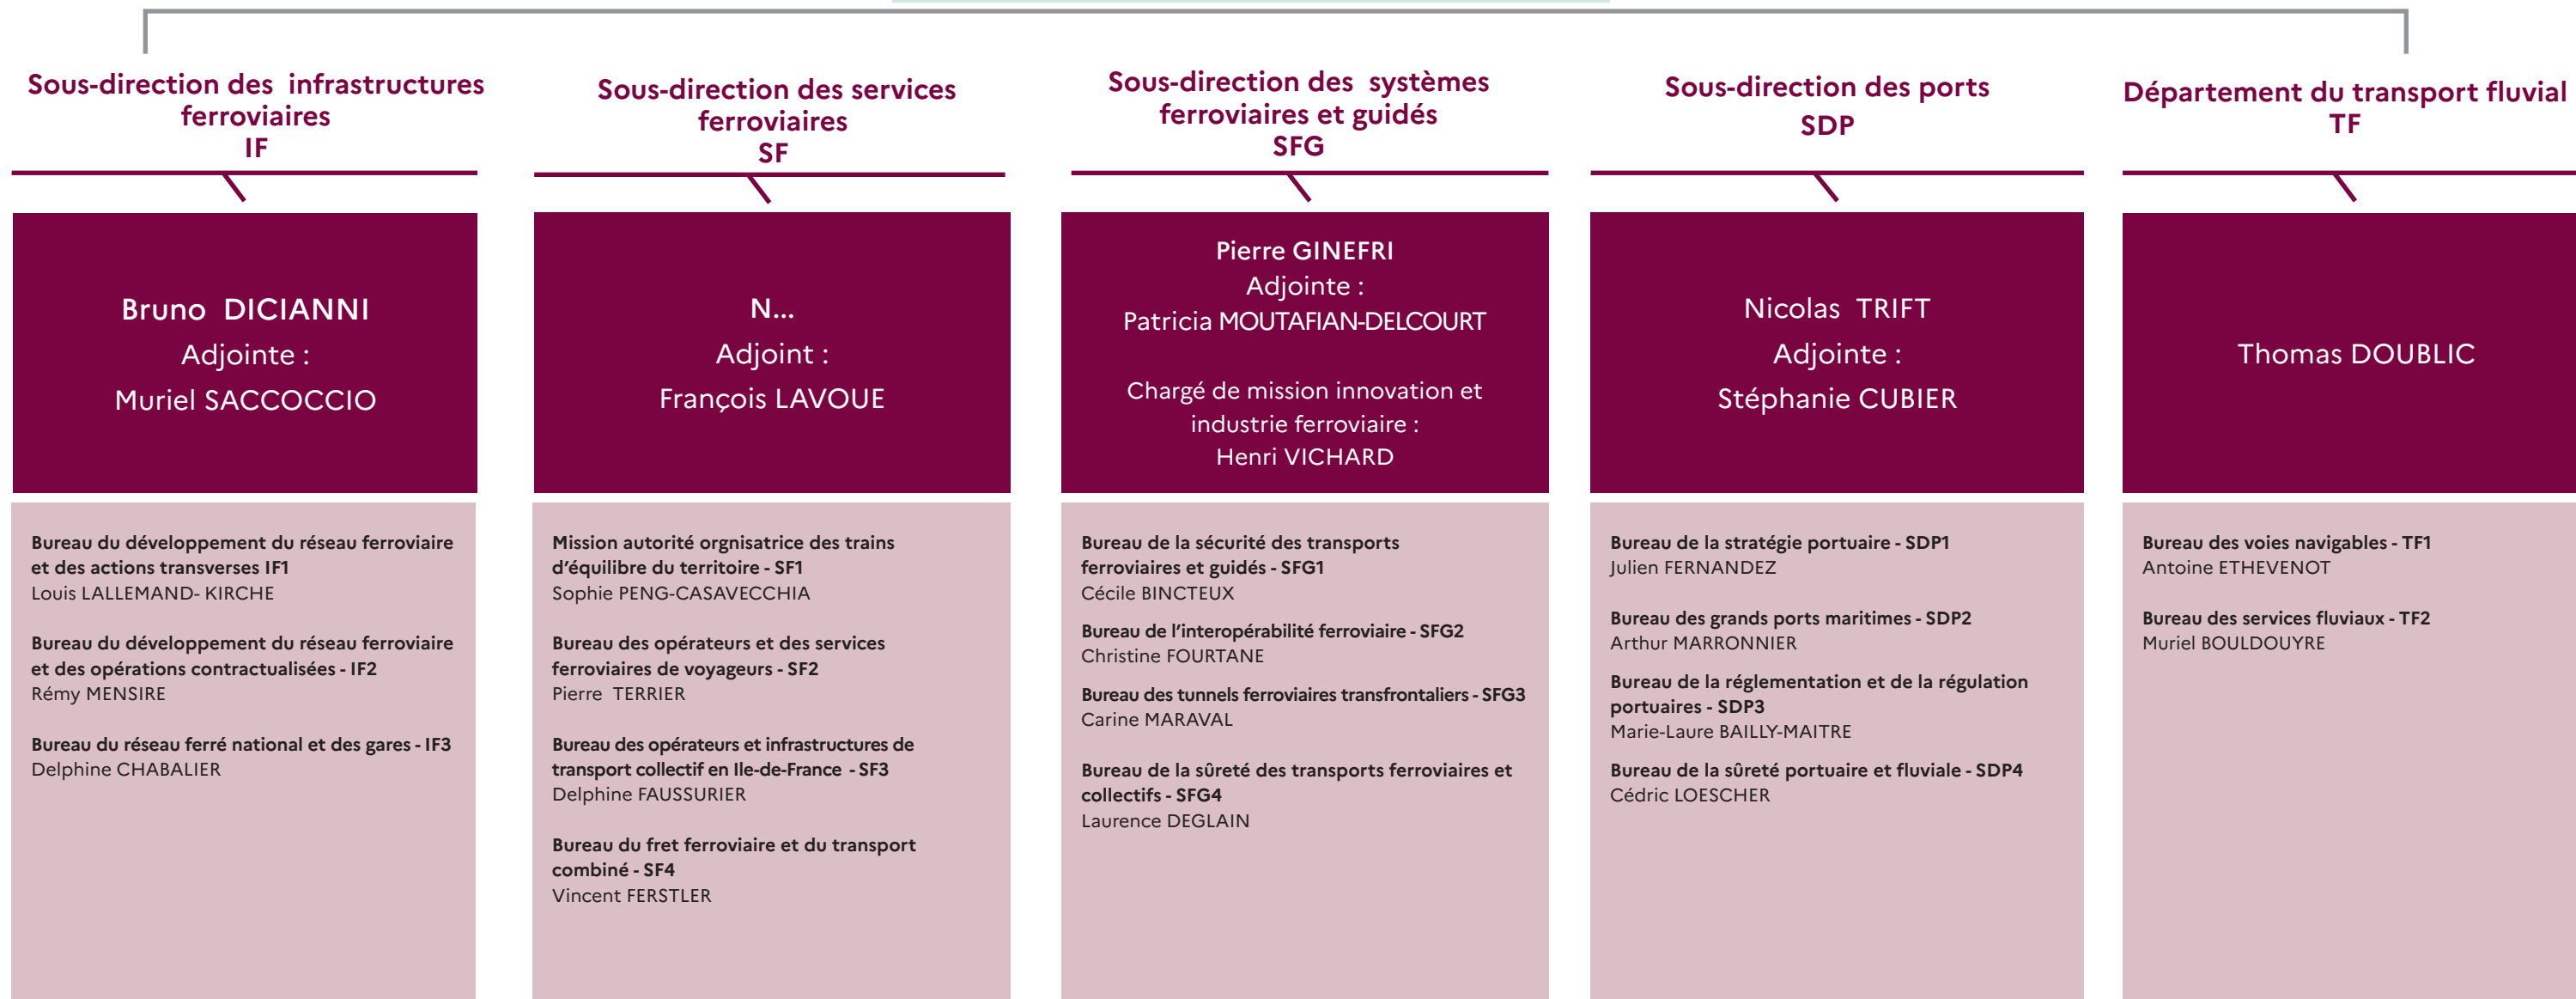 Sous-direction des  infrastructures
ferroviaires
IF
Bruno  DICIANNI
Adjointe :
Muriel SACCOCCIO
Bureau du développement du réseau ferroviaire
et des actions transverses IF1
Louis LALLEMAND- KIRCHE
Bureau du développement du réseau ferroviaire
et des opérations contractualisées - IF2
Rémy MENSIRE
Bureau du réseau ferré national et des gares - IF3
Delphine CHABALIER
Sous-direction des services
ferroviaires
SF
N...
Adjoint :
François LAVOUE
Mission autorité orgnisatrice des trains
d'équilibre du territoire - SF1
Sophie PENG-CASAVECCHIA
Bureau des opérateurs et des services
ferroviaires de voyageurs - SF2
Pierre  TERRIER
Bureau des opérateurs et infrastructures de
transport collectif en Ile-de-France  - SF3
Delphine FAUSSURIER
Bureau du fret ferroviaire et du transport
combiné - SF4
Vincent FERSTLER
Sous-direction des  systèmes
ferroviaires et guidés
SFG
Pierre GINEFRI
Adjointe :
Patricia MOUTAFIAN-DELCOURT
Chargé de mission innovation et
industrie ferroviaire :
Henri VICHARD
Bureau de la sécurité des transports
ferroviaires et guidés - SFG1
Cécile BINCTEUX
Bureau de l'interopérabilité ferroviaire - SFG2
Christine FOURTANE
Bureau des tunnels ferroviaires transfrontaliers - SFG3
Carine MARAVAL
Bureau de la sûreté des transports ferroviaires et
collectifs - SFG4
Laurence DEGLAIN
Sous-direction des ports
SDP
Nicolas  TRIFT
Adjointe :
Stéphanie CUBIER
Bureau de la stratégie portuaire - SDP1
Julien FERNANDEZ
Bureau des grands ports maritimes - SDP2
Arthur MARRONNIER
Bureau de la réglementation et de la régulation
portuaires - SDP3
Marie-Laure BAILLY-MAITRE
Bureau de la sûreté portuaire et fluviale - SDP4
Cédric LOESCHER
Département du transport fluvial
TF
Thomas DOUBLIC
Bureau des voies navigables - TF1
Antoine ETHEVENOT
Bureau des services fluviaux - TF2
Muriel BOULDOUYRE